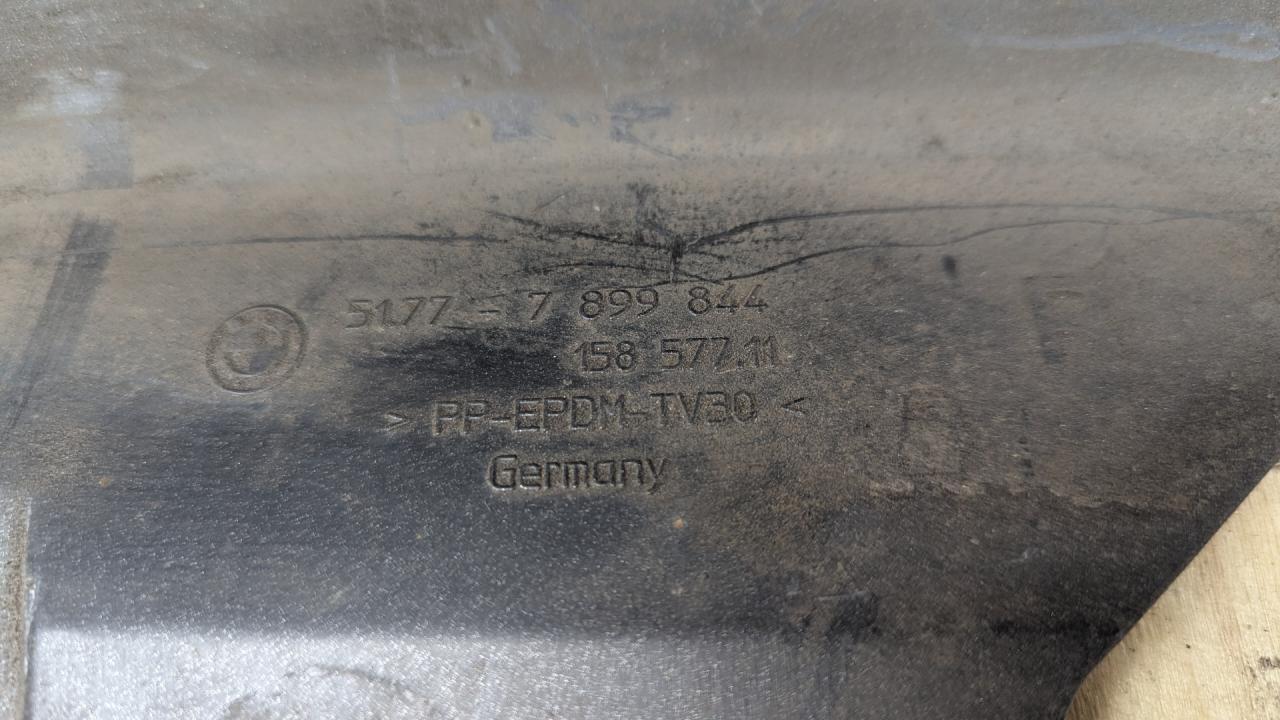 51.77 - 7 899 844
158 577.11
> PP-EPDM-TV30 <
Germany